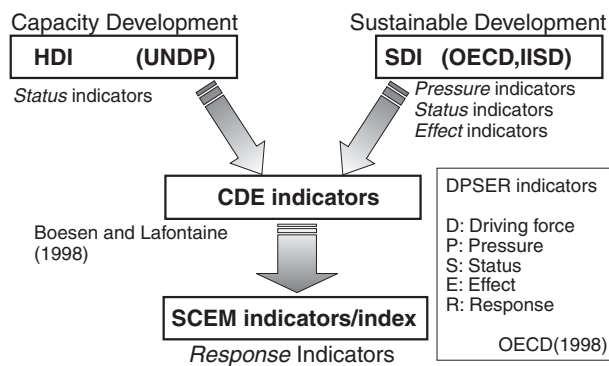 Capacity Development
HDI (UNDP)
Status indicators
Sustainable Development
SDI (OECD,IISD)
Pressure indicators
Status indicators
Effect indicators
CDE indicators
Boesen and Lafontaine
(1998)
SCEM indicators/index
Response Indicators
DPSER indicators
D: Driving force
P: Pressure
S: Status
E: Effect
R: Response
OECD(1998)